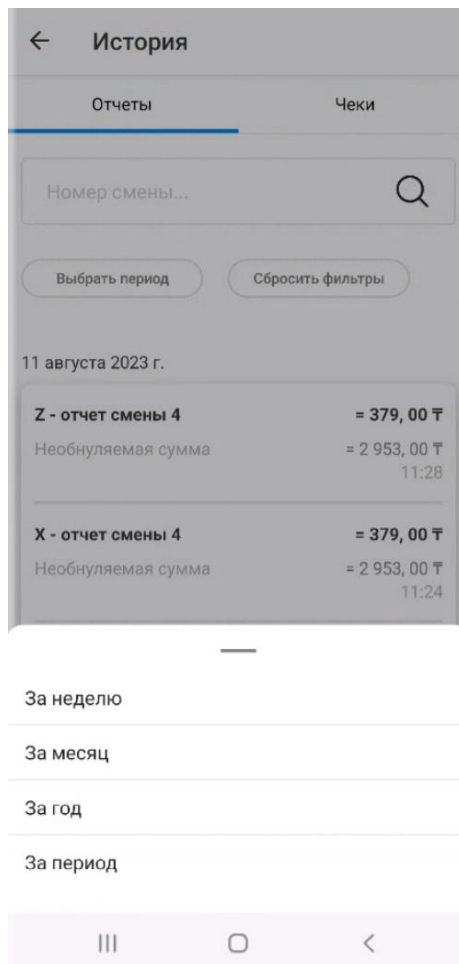 История
Отчеты Чеки
Номер смены...
Выбрать период Сбросить фильтры
11 августа 2023 г.
Z - отчет смены 4 = 379, 00 ₸
Необнуляемая сумма = 2 953, 00 ₸
11:28
X - отчет смены 4 = 379, 00 ₸
Необнуляемая сумма = 2 953, 00 ₸
11:24
За неделю
За месяц
За год
За период